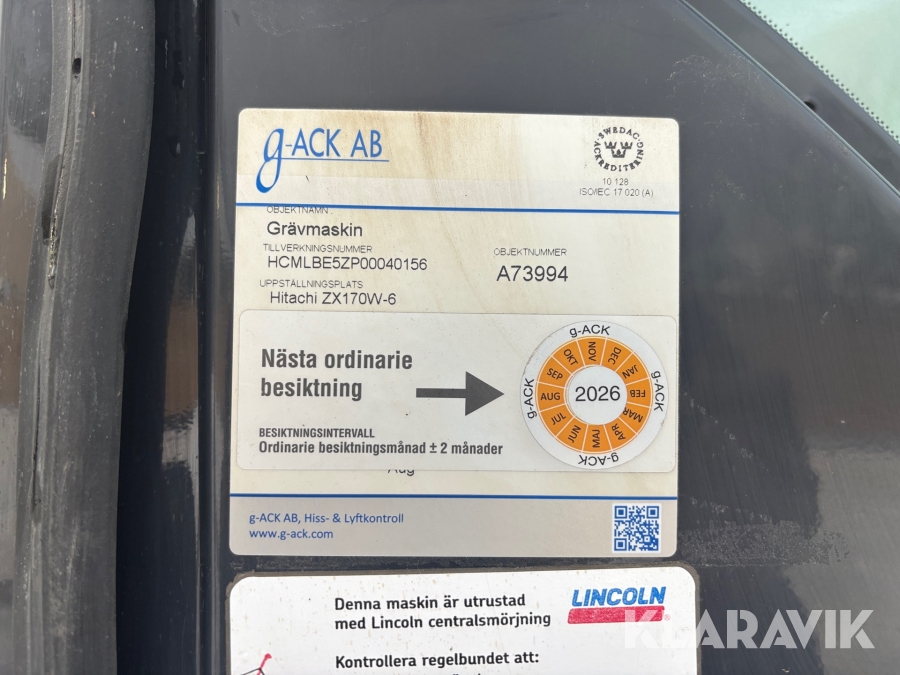 g-ACK AB
SWEDAC
ACKREDITERING
10 128
ISO/IEC 17 020 (A)
OBJEKTNAMN
Grävmaskin
TILLVERKNINGSNUMMER
HCMLBE5ZP00040156
OBJEKTNUMMER
A73994
UPPSTÄLLNINGSPLATS
Hitachi ZX170W-6
Nästa ordinarie
besiktning
BESIKTNINGSINTERVALL
Ordinarie besiktningsmånad ± 2 månader
g-ACK
g-ACK
g-ACK
g-ACK
JAN
FEB
MAR
APR
MAJ
JUN
JUL
AUG
SEP
OKT
NOV
DEC
2026
Aug
g-ACK AB, Hiss- & Lyftkontroll
www.g-ack.com
Denna maskin är utrustad
med Lincoln centralsmörjning
LINCOLN
Kontrollera regelbundet att:
KLARAVIK